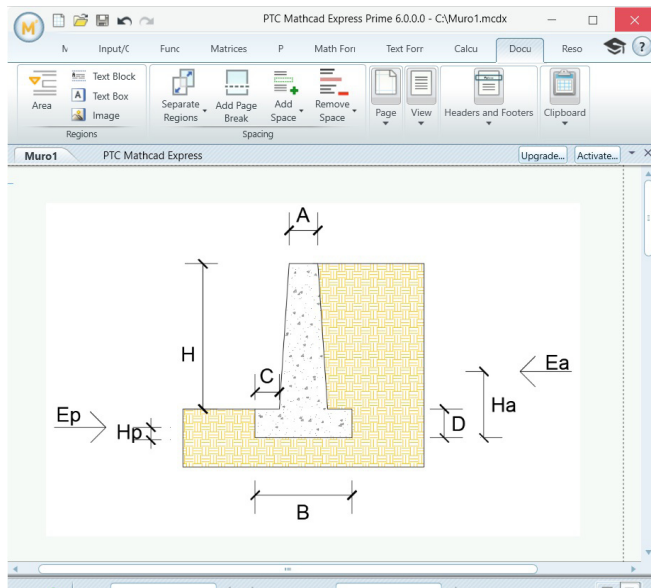 PTC Mathcad Express Prime 6.0.0.0 - C:\Muro1.mcdx
M Input/C Func Matrices P Math Forr Text Forr Calcu Docu Reso
Area
Text Block
Text Box
Image
Regions
Separate Regions
Add Page Break
Add Space
Remove Space
Spacing
Page
View
Headers and Footers
Clipboard
Muro1 PTC Mathcad Express Upgrade... Activate...
A
H
C
Ea
Ep
Hp
Ha
D
B